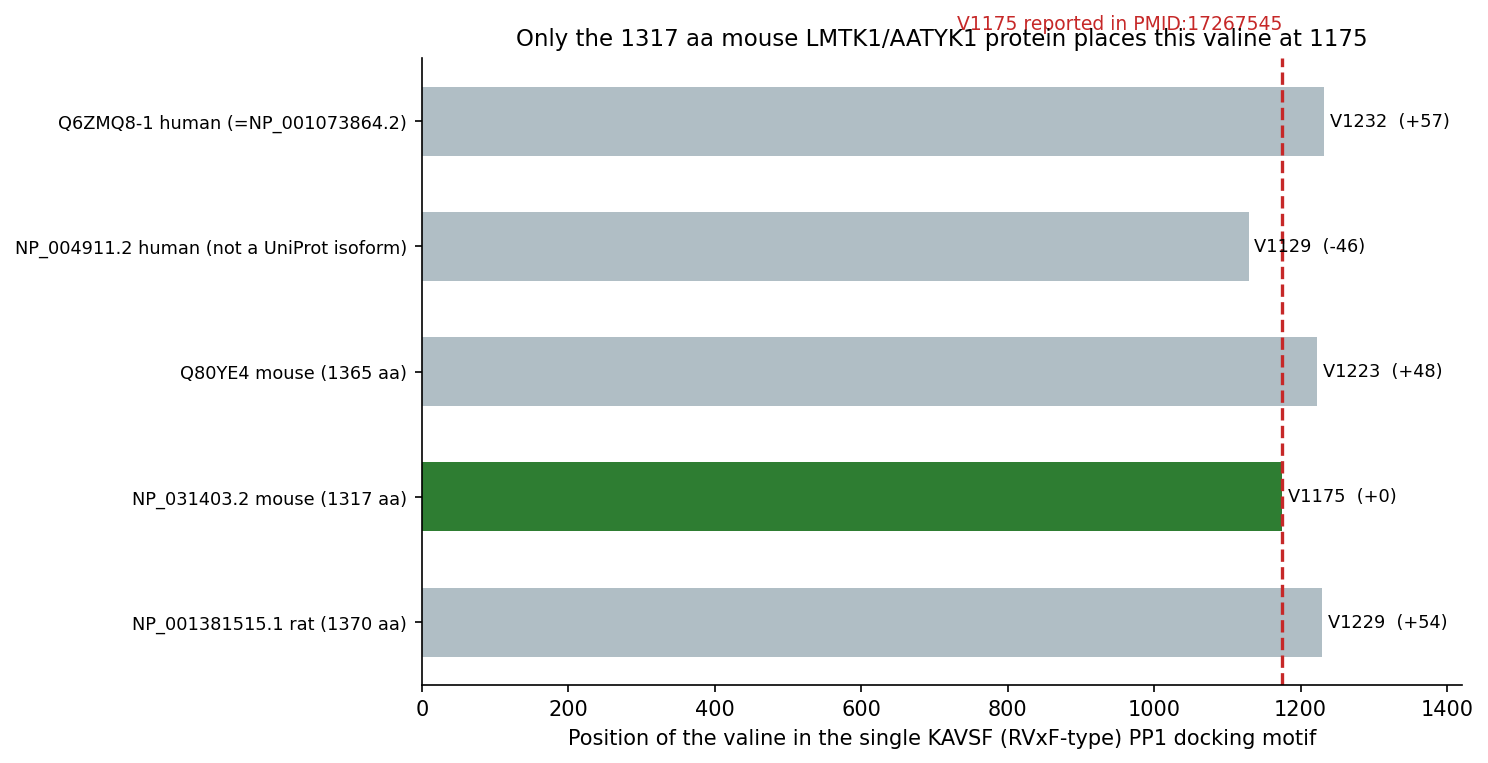 V1175 reported in PMID:17267545
Only the 1317 aa mouse LMTK1/AATYK1 protein places this valine at 1175
Q6ZMQ8-1 human (=NP_001073864.2)
V1232 (+57)
NP_004911.2 human (not a UniProt isoform)
V1129 (-46)
Q80YE4 mouse (1365 aa)
V1223 (+48)
NP_031403.2 mouse (1317 aa)
V1175 (+0)
NP_001381515.1 rat (1370 aa)
V1229 (+54)
0 200 400 600 800 1000 1200 1400
Position of the valine in the single KAVSF (RVxF-type) PP1 docking motif